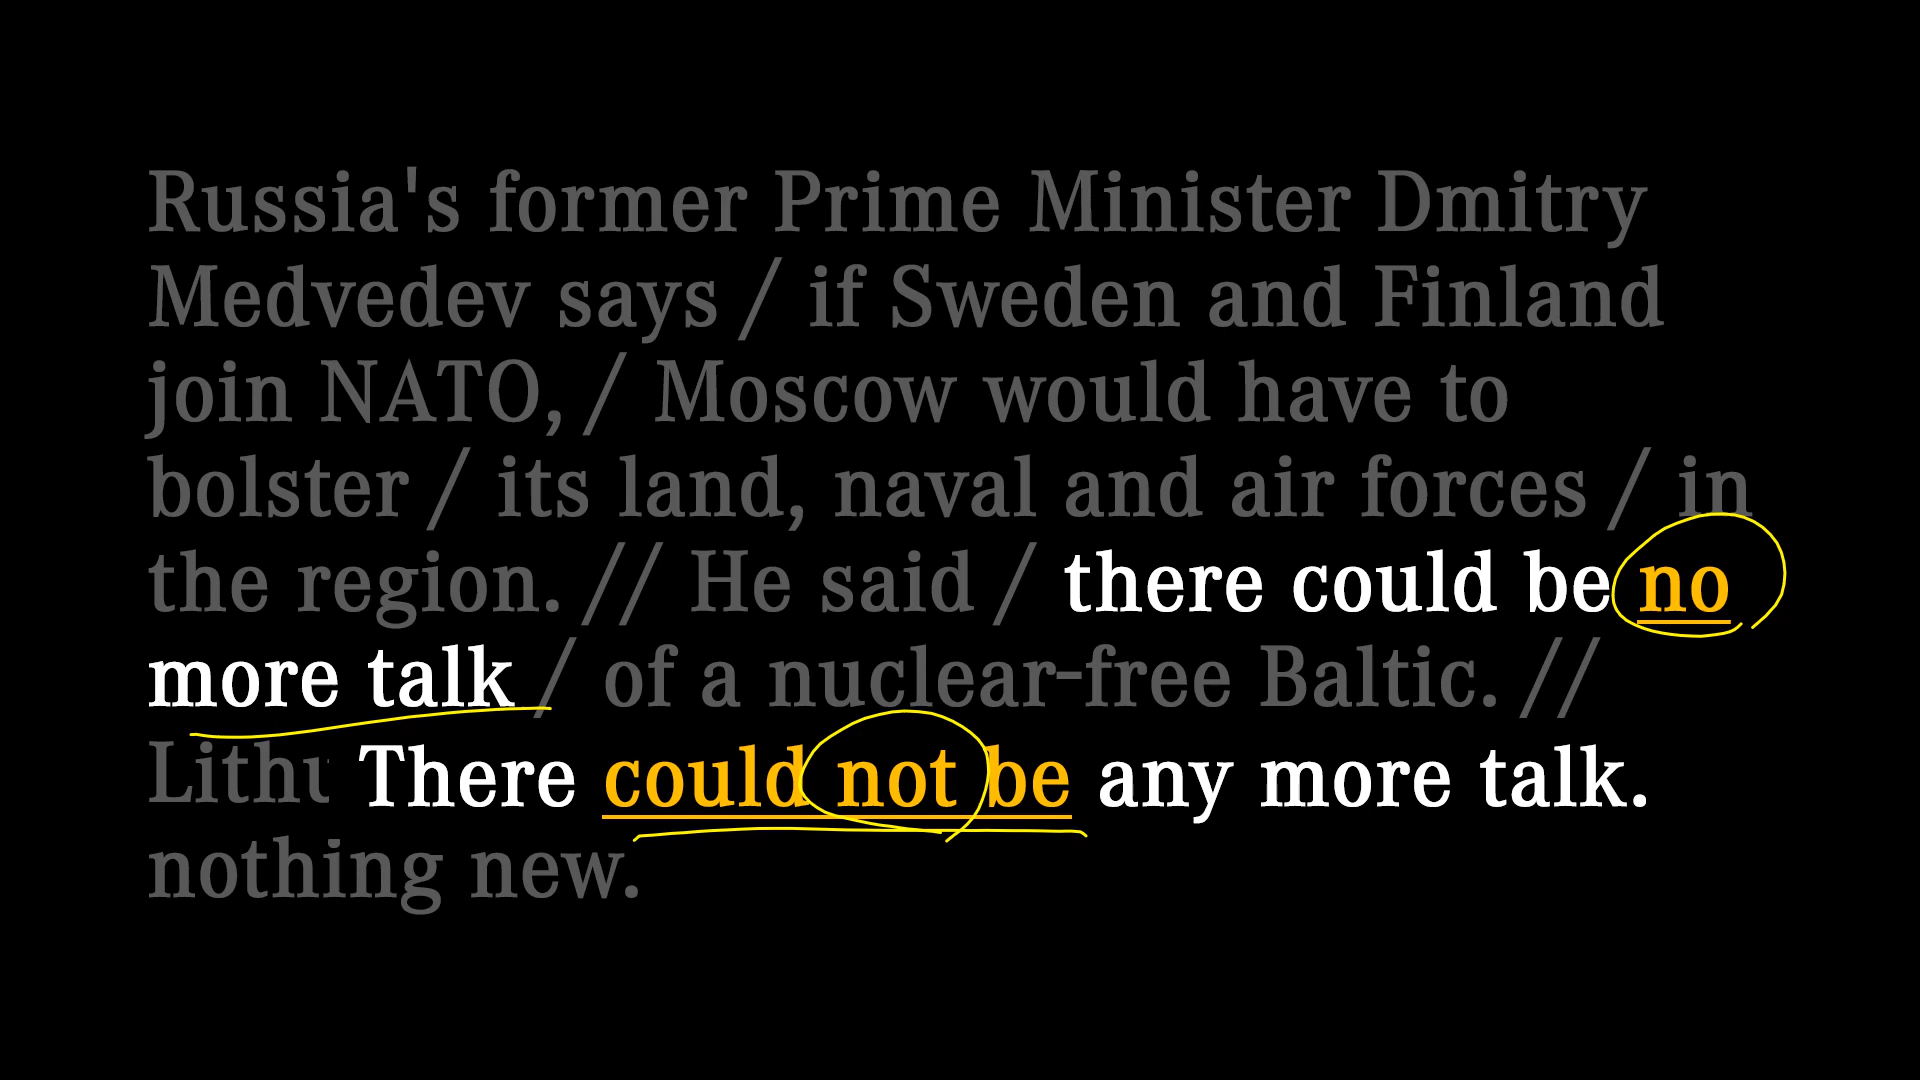 Russia's former Prime Minister Dmitry
Medvedev says / if Sweden and Finland
join NATO, / Moscow would have to
bolster / its land, naval and air forces / in
the region. // He said / there could be no
more talk / of a nuclear-free Baltic. //
There could not be any more talk.
nothing new.